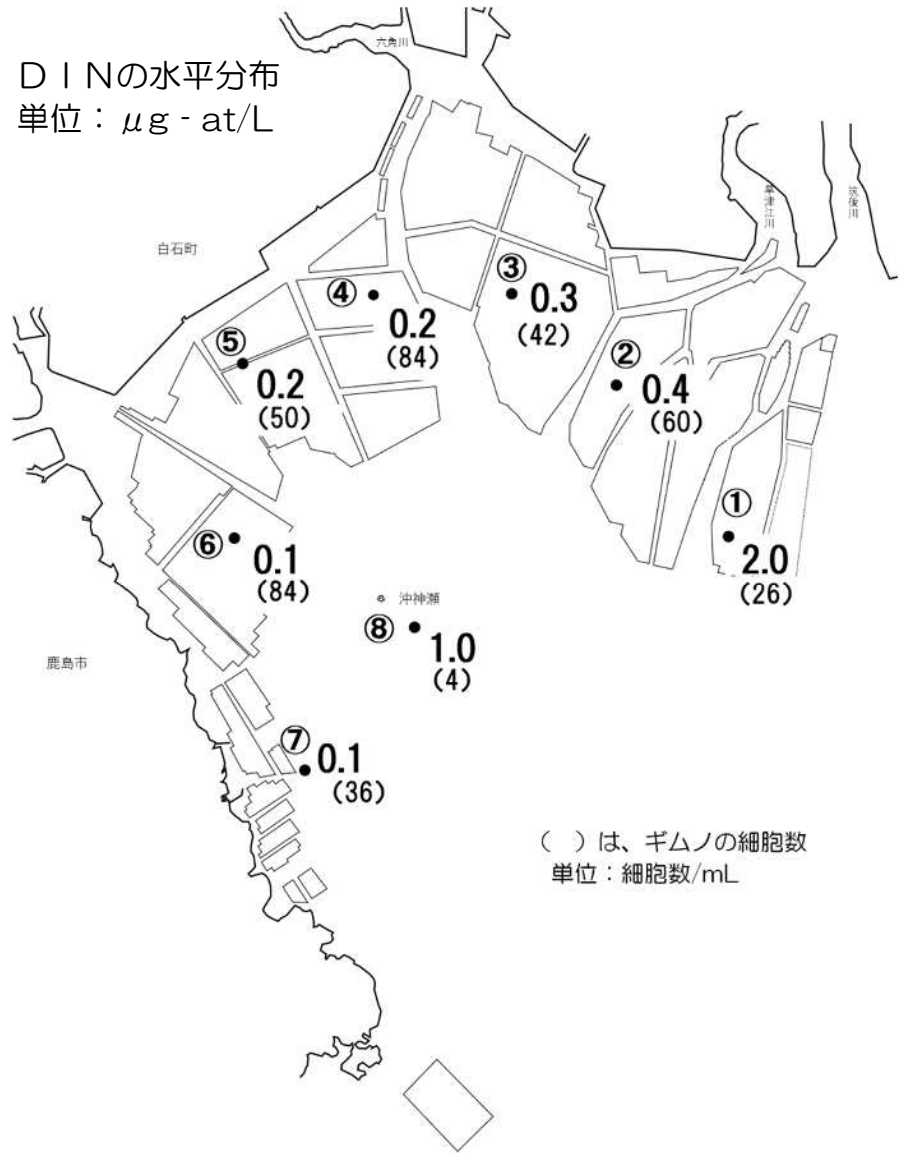 六角川
DINの水平分布
単位：μg‐at/L
早津江川
筑後川
白石町
③
0.3
(42)
④
0.2
(84)
⑤
0.2
(50)
②
0.4
(60)
①
2.0
(26)
⑥
0.1
(84)
沖神瀬
⑧
1.0
(4)
鹿島市
⑦
0.1
(36)
（　）は、ギムノの細胞数
単位：細胞数/mL